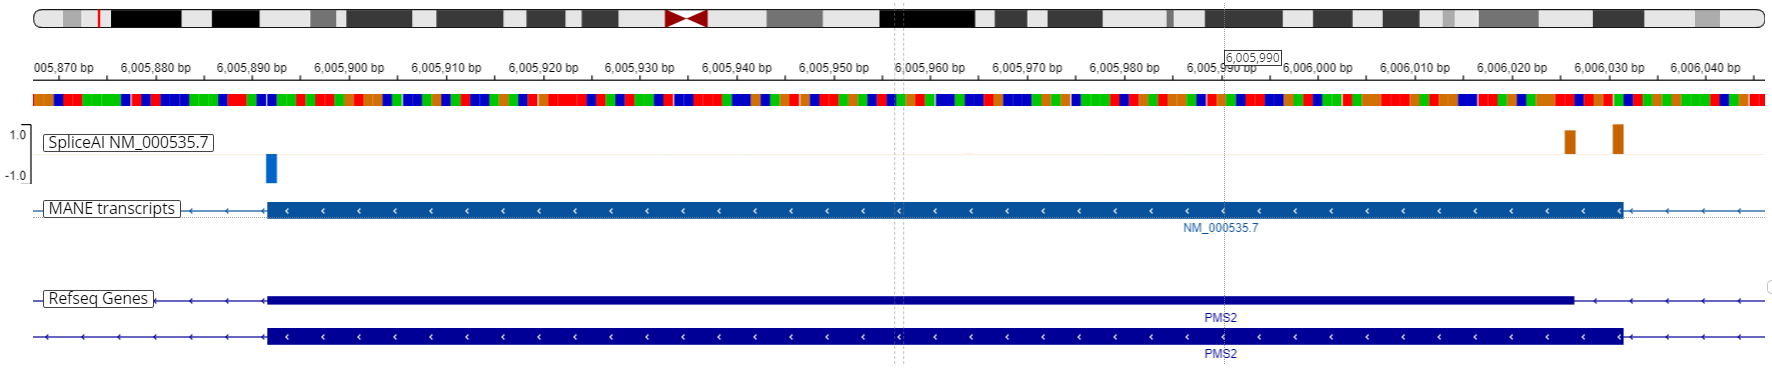 6,005,990
005,870 bp 6,005,880 bp 6,005,890 bp 6,005,900 bp 6,005,910 bp 6,005,920 bp 6,005,930 bp 6,005,940 bp 6,005,950 bp 6,005,960 bp 6,005,970 bp 6,005,980 bp 6,005,990 bp 6,006,000 bp 6,006,010 bp 6,006,020 bp 6,006,030 bp 6,006,040 bp
1.0
SpliceAI NM_000535.7
-1.0
MANE transcripts
NM_000535.7
Refseq Genes
PMS2
PMS2